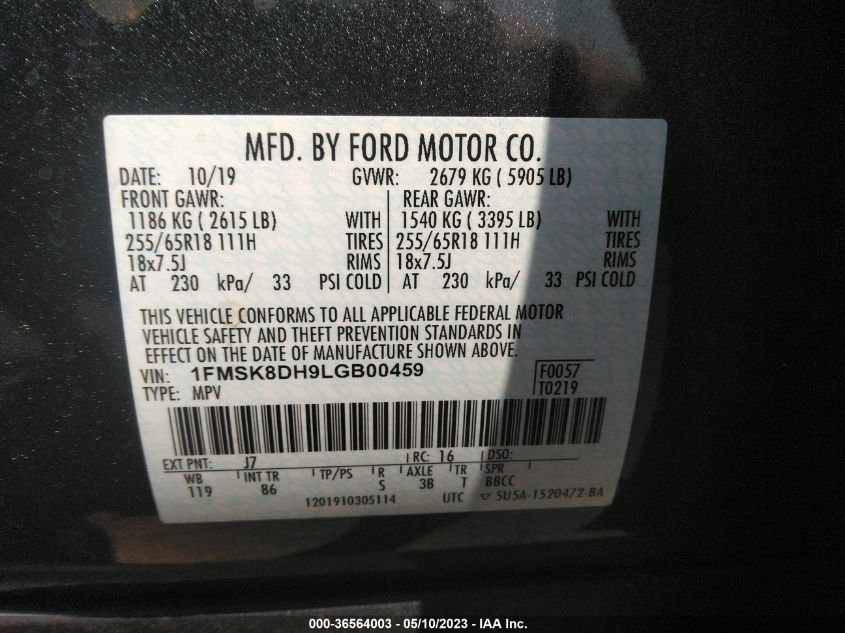 MFD. BY FORD MOTOR CO.
DATE: 10/19 GVWR: 2679 KG ( 5905 LB)
FRONT GAWR: REAR GAWR:
1186 KG ( 2615 LB) WITH 1540 KG ( 3395 LB) WITH
255/65R18 111H TIRES 255/65R18 111H TIRES
18x7.5J RIMS 18x7.5J RIMS
AT 230 kPa/ 33 PSI COLD AT 230 kPa/ 33 PSI COLD
THIS VEHICLE CONFORMS TO ALL APPLICABLE FEDERAL MOTOR
VEHICLE SAFETY AND THEFT PREVENTION STANDARDS IN
EFFECT ON THE DATE OF MANUFACTURE SHOWN ABOVE.
VIN: 1FMSK8DH9LGB00459 F0057
TYPE: MPV T0219
EXT PNT: J7 RC: 16 DSO:
WB INT TR TP/PS R AXLE TR SPR
119 86 S 3B T BBCC
1201910305114 UTC ▽ 5U5A-1520472-BA
000-36564003 — 05/10/2023 — IAA Inc.